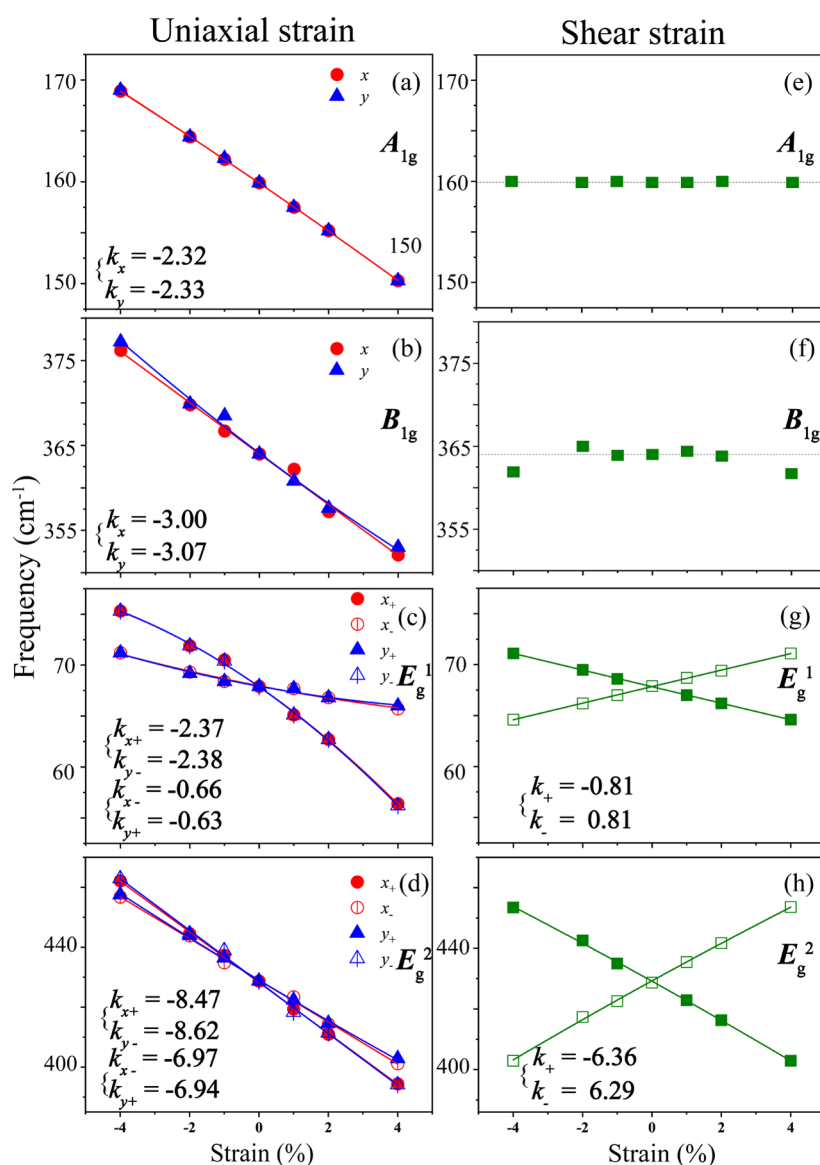 Uniaxial strain
Shear strain
Frequency (cm-1)
170
160
150
x
y
(a)
A1g
150
kx = -2.32
ky = -2.33
(e)
A1g
170
160
150
375
365
355
x
y
(b)
B1g
kx = -3.00
ky = -3.07
(f)
B1g
375
365
355
70
60
x+
x-
y+
y-
(c)
Eg1
kx+ = -2.37
ky- = -2.38
kx- = -0.66
ky+ = -0.63
(g)
Eg1
k+ = -0.81
k- = 0.81
70
60
440
400
x+
x-
y+
y-
(d)
Eg2
kx+ = -8.47
ky- = -8.62
kx- = -6.97
ky+ = -6.94
(h)
Eg2
k+ = -6.36
k- = 6.29
440
400
-4 -2 0 2 4
Strain (%)
-4 -2 0 2 4
Strain (%)